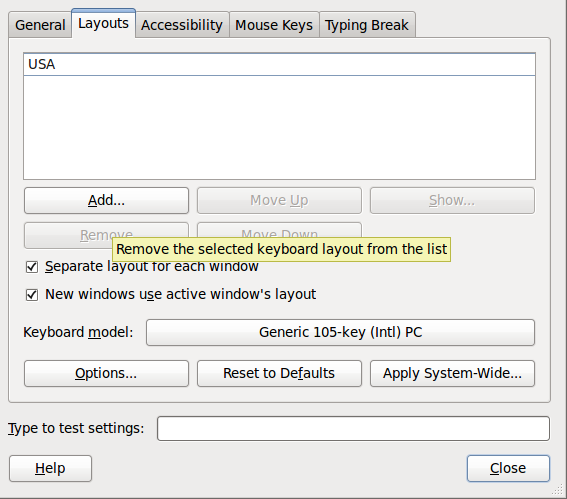 General Layouts Accessibility Mouse Keys Typing Break
USA
Add... Move Up Show...
Remove Move Down
Remove the selected keyboard layout from the list
Separate layout for each window
New windows use active window's layout
Keyboard model: Generic 105-key (Intl) PC
Options... Reset to Defaults Apply System-Wide...
Type to test settings:
Help Close